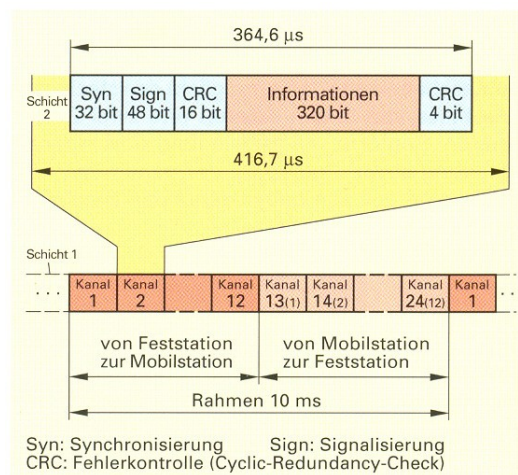 364,6 µs
Schicht 2
Syn 32 bit
Sign 48 bit
CRC 16 bit
Informationen 320 bit
CRC 4 bit
416,7 µs
Schicht 1
...
Kanal 1
Kanal 2
Kanal 12
Kanal 13(1)
Kanal 14(2)
Kanal 24(12)
Kanal 1
...
von Feststation zur Mobilstation
von Mobilstation zur Feststation
Rahmen 10 ms
Syn: Synchronisierung Sign: Signalisierung
CRC: Fehlerkontrolle (Cyclic-Redundancy-Check)